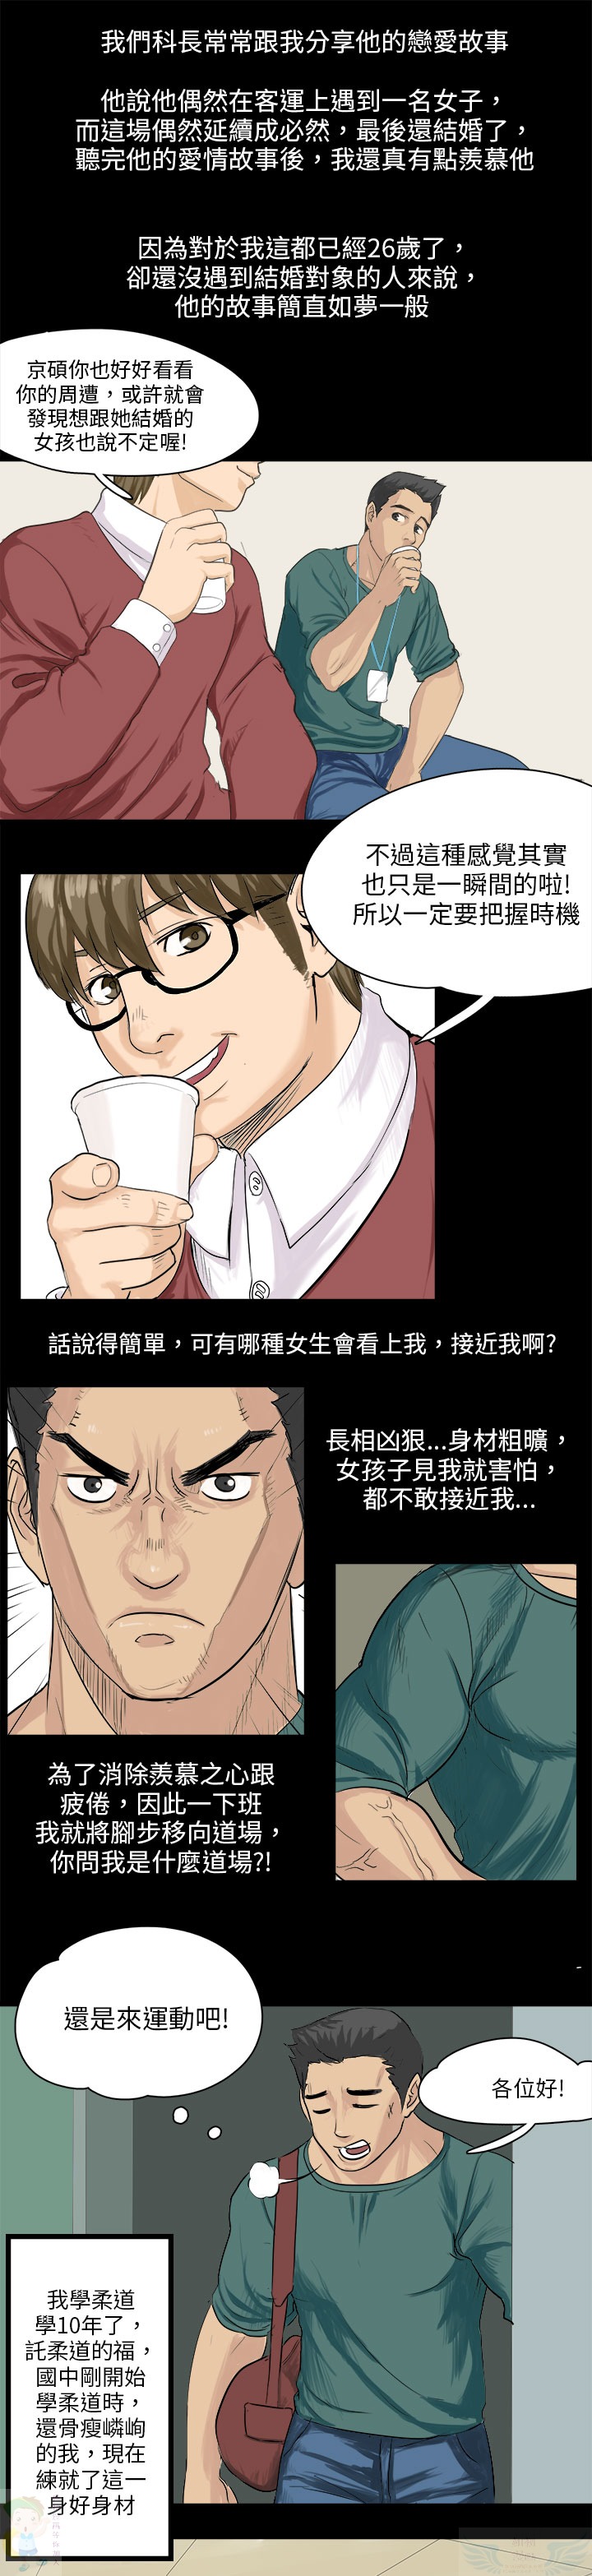 我們科長常常跟我分享他的戀愛故事
他說他偶然在客運上遇到一名女子，
而這場偶然延續成必然，最後還結婚了，
聽完他的愛情故事後，我還真有點羨慕他
因為對於我這都已經26歲了，
卻還沒遇到結婚對象的人來說，
他的故事簡直如夢一般
京碩你也好好看看
你的周遭，或許就會
發現想跟她結婚的
女孩也說不定喔!
不過這種感覺其實
也只是一瞬間的啦!
所以一定要把握時機
話說得簡單，可有哪種女生會看上我，接近我啊?
長相凶狠...身材粗曠，
女孩子見我就害怕，
都不敢接近我...
為了消除羨慕之心跟
疲倦，因此一下班
我就將腳步移向道場，
你問我是什麼道場?!
還是來運動吧!
各位好!
我學柔道
學10年了，
託柔道的福，
國中剛開始
學柔道時，
還骨瘦嶙峋
的我，現在
練就了這一
身好身材